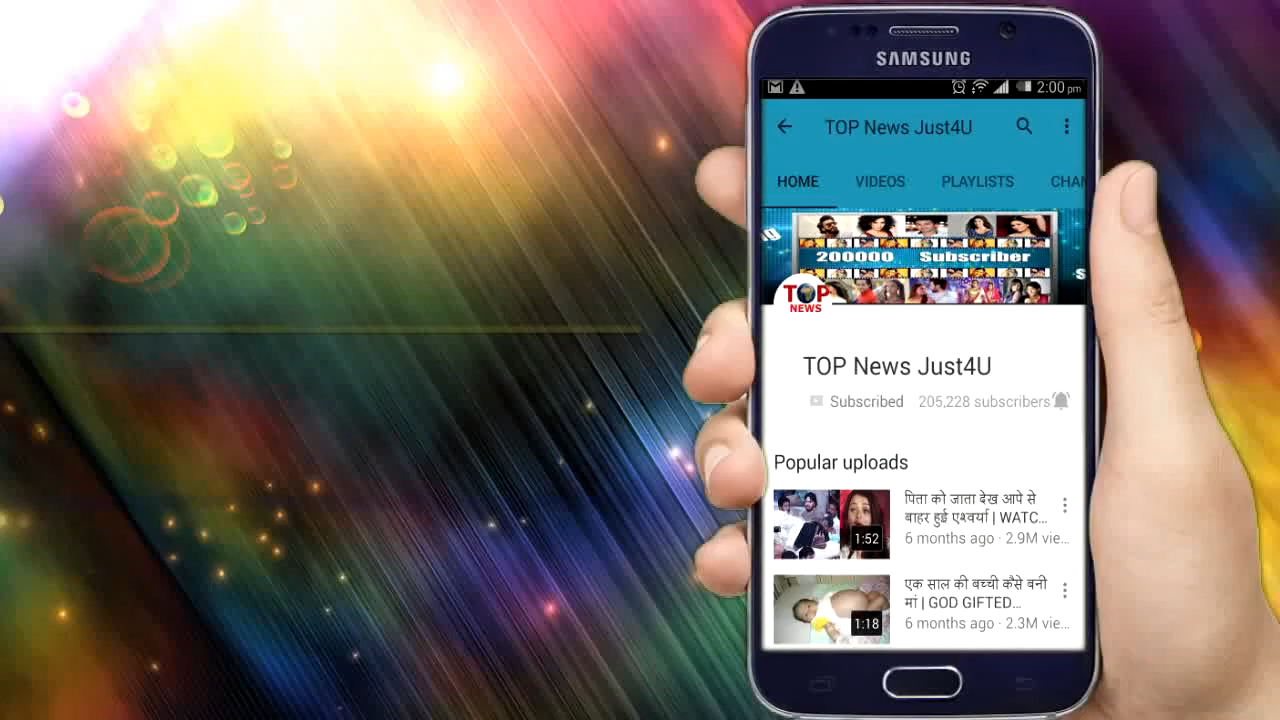 SAMSUNG
2:00 pm
TOP News Just4U
HOME VIDEOS PLAYLISTS CHAN
200000 Subscriber
TOP
NEWS
TOP News Just4U
Subscribed 205,228 subscribers
Popular uploads
पिता को जाता देख आपे से
बाहर हुई एश्वर्या | WATC...
1:52
6 months ago · 2.9M vie...
एक साल की बच्ची कैसे बनी
मां | GOD GIFTED...
1:18
6 months ago · 2.3M vie...